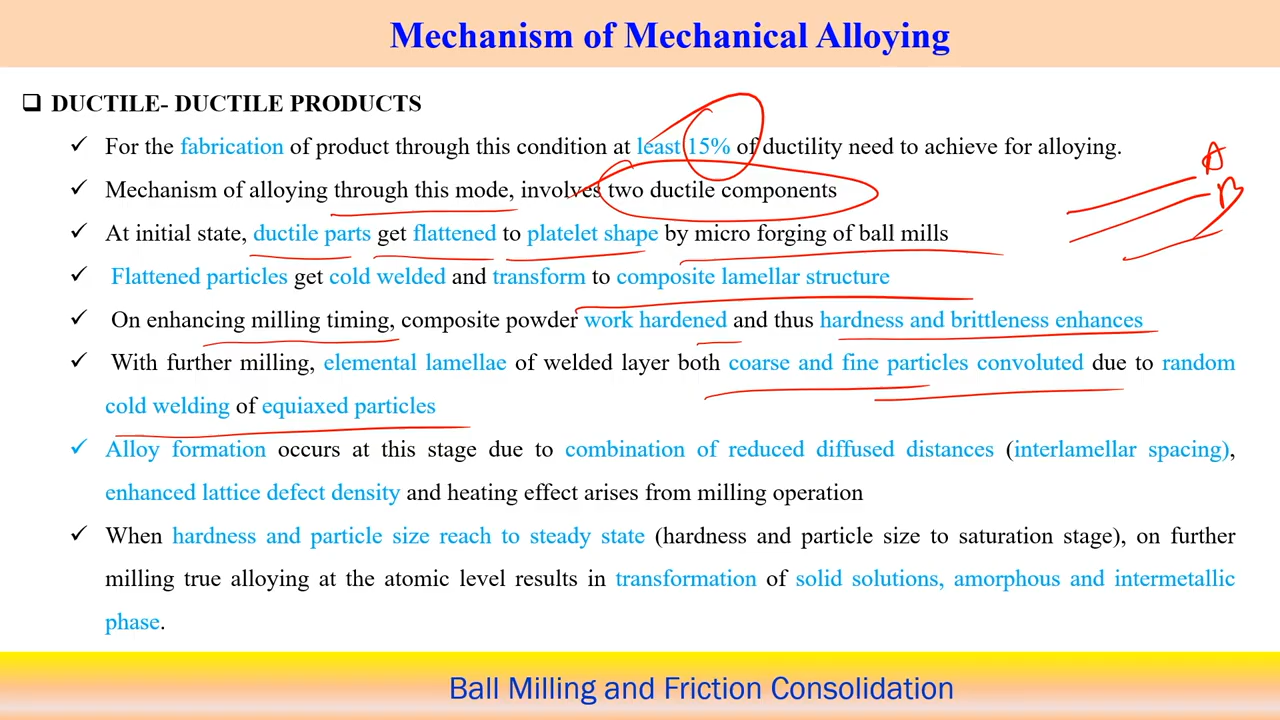 Mechanism of Mechanical Alloying
❑ DUCTILE- DUCTILE PRODUCTS
✓ For the fabrication of product through this condition at least 15% of ductility need to achieve for alloying.
✓ Mechanism of alloying through this mode, involves two ductile components
✓ At initial state, ductile parts get flattened to platelet shape by micro forging of ball mills
✓ Flattened particles get cold welded and transform to composite lamellar structure
✓ On enhancing milling timing, composite powder work hardened and thus hardness and brittleness enhances
✓ With further milling, elemental lamellae of welded layer both coarse and fine particles convoluted due to random
cold welding of equiaxed particles
✓ Alloy formation occurs at this stage due to combination of reduced diffused distances (interlamellar spacing),
enhanced lattice defect density and heating effect arises from milling operation
✓ When hardness and particle size reach to steady state (hardness and particle size to saturation stage), on further
milling true alloying at the atomic level results in transformation of solid solutions, amorphous and intermetallic
phase.
A
B
Ball Milling and Friction Consolidation